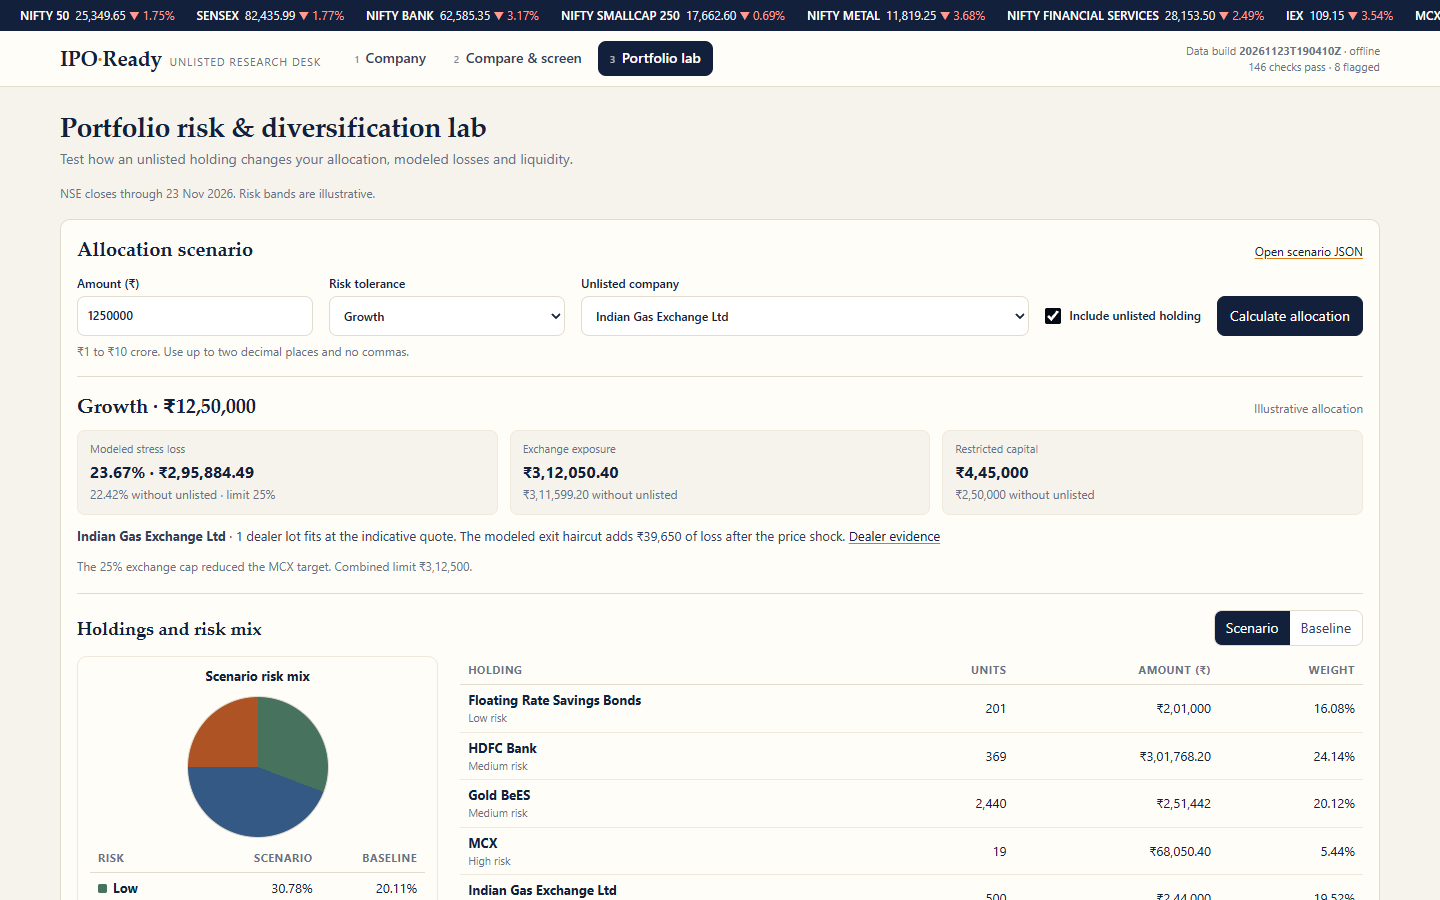 NIFTY 50 25,349.65 ▼ 1.75% SENSEX 82,435.99 ▼ 1.77% NIFTY BANK 62,585.35 ▼ 3.17% NIFTY SMALLCAP 250 17,662.60 ▼ 0.69% NIFTY METAL 11,819.25 ▼ 3.68% NIFTY FINANCIAL SERVICES 28,153.50 ▼ 2.49% IEX 109.15 ▼ 3.54% MCX
IPO·Ready UNLISTED RESEARCH DESK 1 Company 2 Compare & screen 3 Portfolio lab
Data build 20261123T190410Z · offline
146 checks pass · 8 flagged
Portfolio risk & diversification lab
Test how an unlisted holding changes your allocation, modeled losses and liquidity.
NSE closes through 23 Nov 2026. Risk bands are illustrative.
Allocation scenario
Open scenario JSON
Amount (₹) Risk tolerance Unlisted company
1250000 Growth Indian Gas Exchange Ltd Include unlisted holding Calculate allocation
₹1 to ₹10 crore. Use up to two decimal places and no commas.
Growth · ₹12,50,000
Illustrative allocation
Modeled stress loss
23.67% · ₹2,95,884.49
22.42% without unlisted · limit 25%
Exchange exposure
₹3,12,050.40
₹3,11,599.20 without unlisted
Restricted capital
₹4,45,000
₹2,50,000 without unlisted
Indian Gas Exchange Ltd · 1 dealer lot fits at the indicative quote. The modeled exit haircut adds ₹39,650 of loss after the price shock. Dealer evidence
The 25% exchange cap reduced the MCX target. Combined limit ₹3,12,500.
Holdings and risk mix
Scenario Baseline
Scenario risk mix
RISK SCENARIO BASELINE
Low 30.78% 20.11%
HOLDING UNITS AMOUNT (₹) WEIGHT
Floating Rate Savings Bonds 201 ₹2,01,000 16.08%
Low risk
HDFC Bank 369 ₹3,01,768.20 24.14%
Medium risk
Gold BeES 2,440 ₹2,51,442 20.12%
Medium risk
MCX 19 ₹68,050.40 5.44%
High risk
Indian Gas Exchange Ltd 500 ₹2,44,000 19.52%